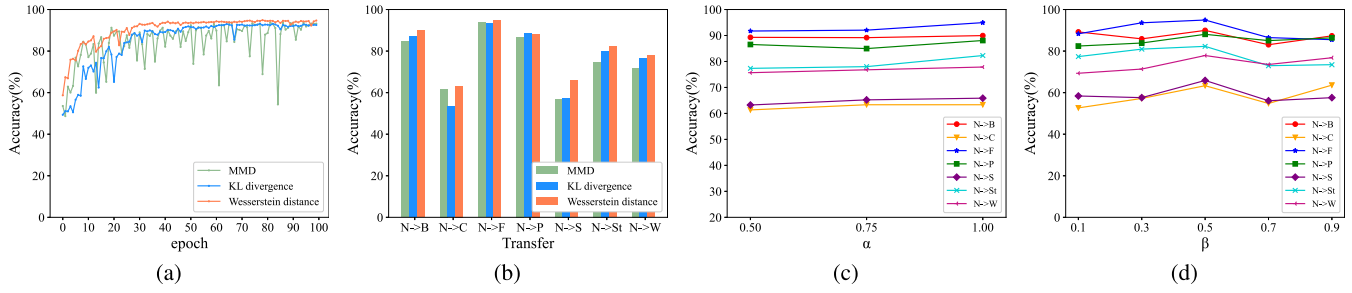 Accuracy(%)
100
80
60
40
20
0
MMD
KL divergence
Wesserstein distance
0 10 20 30 40 50 60 70 80 90 100
epoch
(a)
Accuracy(%)
100
80
60
40
20
0
MMD
KL divergence
Wesserstein distance
N->B N->C N->F N->P N->S N->St N->W
Transfer
(b)
Accuracy(%)
100
90
80
70
60
50
40
30
20
N->B
N->C
N->F
N->P
N->S
N->St
N->W
0.50 0.75 1.00
α
(c)
Accuracy(%)
100
80
60
40
20
0
N->B
N->C
N->F
N->P
N->S
N->St
N->W
0.1 0.3 0.5 0.7 0.9
β
(d)